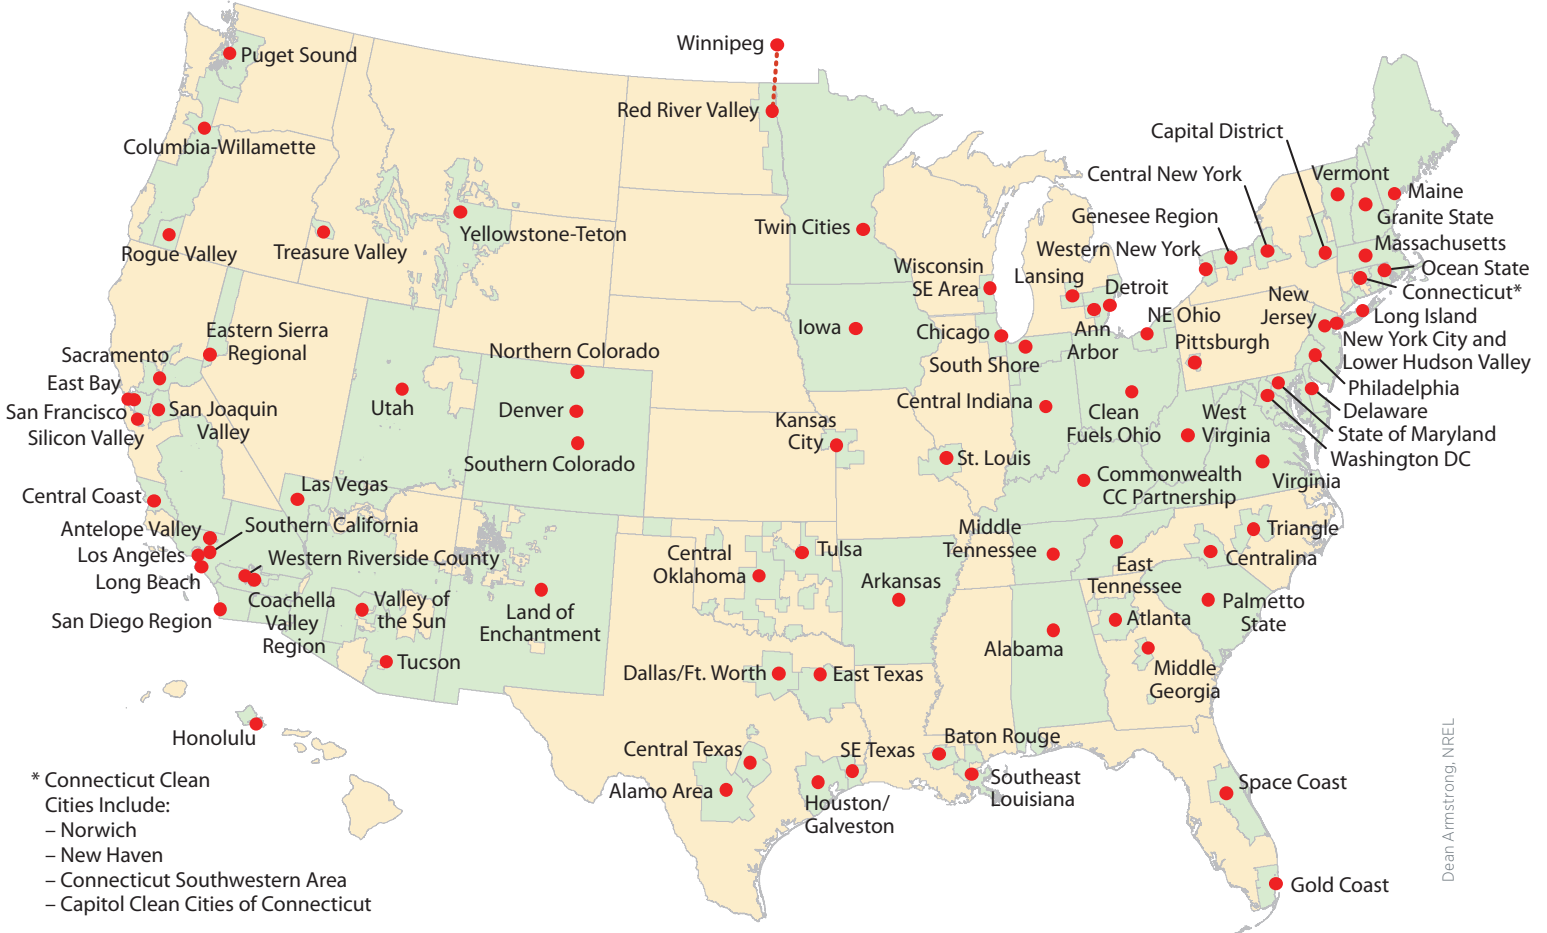 Winnipeg
Puget Sound
Red River Valley
Capital District
Columbia-Willamette
Central New York
Vermont
Maine
Genesee Region
Granite State
Twin Cities
Yellowstone-Teton
Western New York
Massachusetts
Rogue Valley
Treasure Valley
Wisconsin
SE Area
Lansing
Ocean State
Detroit
Connecticut*
New
Jersey
NE Ohio
Long Island
Iowa
Chicago
Ann
Arbor
Pittsburgh
New York City and
Lower Hudson Valley
Eastern Sierra
Regional
Sacramento
Northern Colorado
South Shore
East Bay
Philadelphia
San Francisco
San Joaquin
Valley
Utah
Denver
Central Indiana
Clean
Fuels Ohio
West
Virginia
Delaware
Silicon Valley
Kansas
City
State of Maryland
Southern Colorado
St. Louis
Washington DC
Las Vegas
Commonwealth
CC Partnership
Virginia
Central Coast
Antelope Valley
Southern California
Middle
Tennessee
Triangle
Los Angeles
Western Riverside County
Central
Oklahoma
Tulsa
East
Tennessee
Centralina
Long Beach
Arkansas
San Diego Region
Coachella
Valley
Region
Valley of
the Sun
Land of
Enchantment
Atlanta
Palmetto
State
Tucson
Alabama
Dallas/Ft. Worth
East Texas
Middle
Georgia
Honolulu
Central Texas
SE Texas
Baton Rouge
Alamo Area
Houston/
Galveston
Southeast
Louisiana
Space Coast
Gold Coast
* Connecticut Clean
Cities Include:
– Norwich
– New Haven
– Connecticut Southwestern Area
– Capitol Clean Cities of Connecticut
Dean Armstrong, NREL